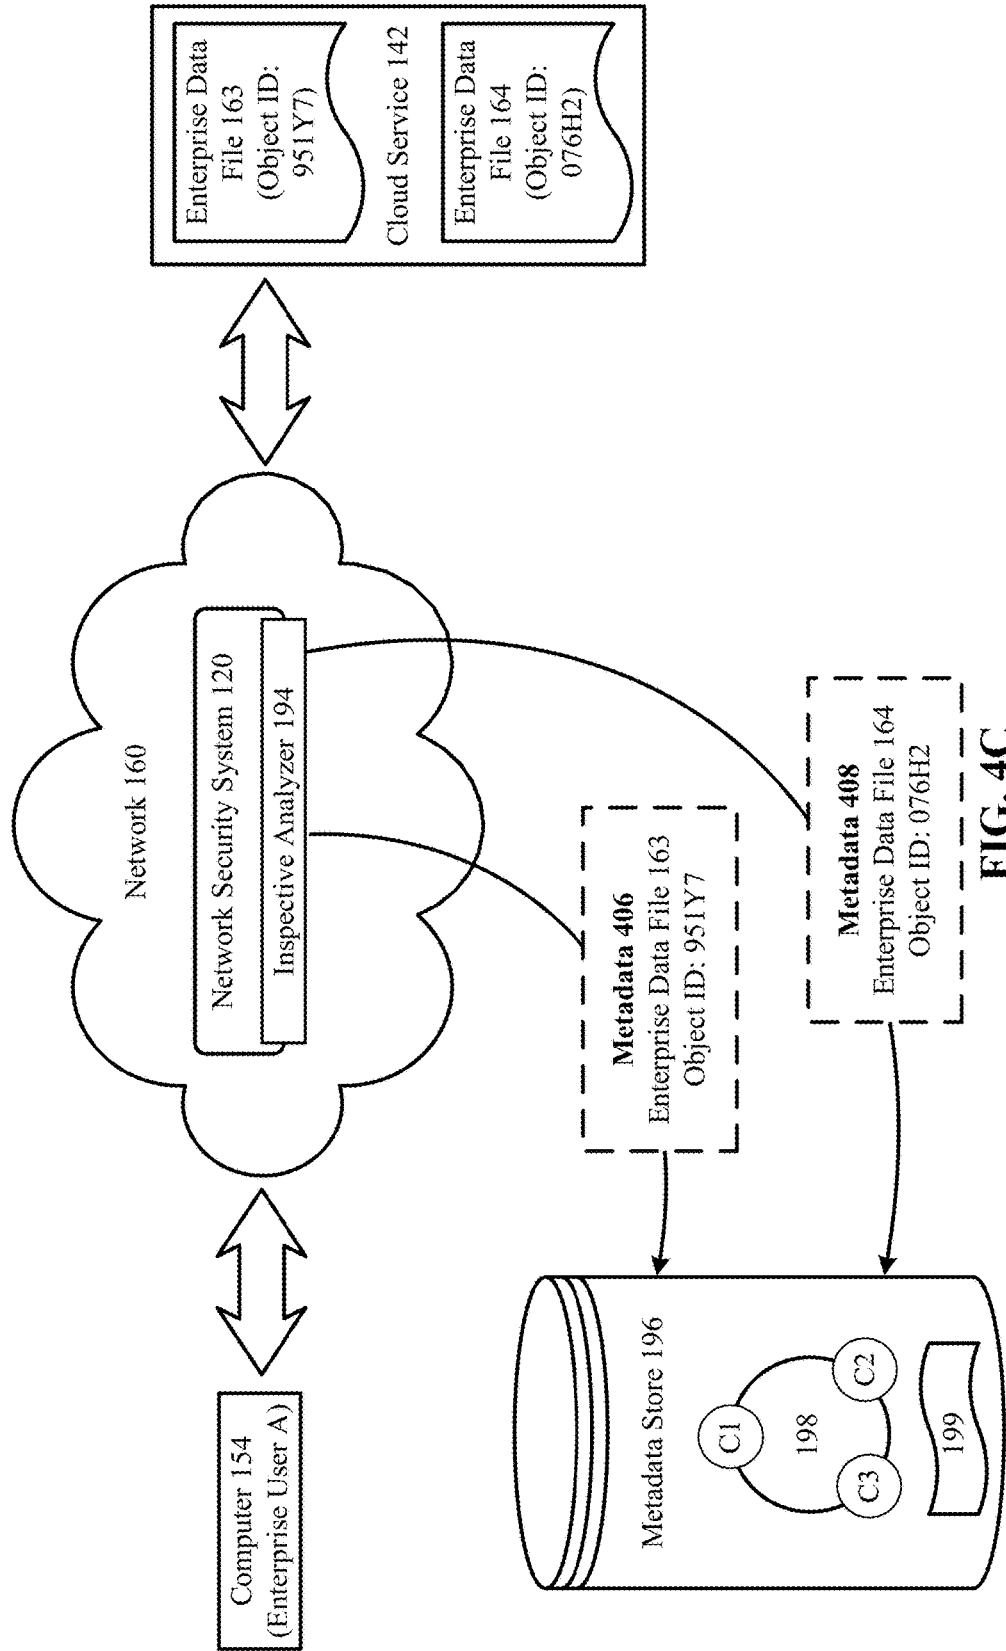 Computer 154
(Enterprise User A)
Network 160
Network Security System 120
Inspective Analyzer 194
Enterprise Data
File 163
(Object ID:
951Y7)
Cloud Service 142
Enterprise Data
File 164
(Object ID:
076H2)
Metadata Store 196
C1
198
C3
C2
199
Metadata 406
Enterprise Data File 163
Object ID: 951Y7
Metadata 408
Enterprise Data File 164
Object ID: 076H2
FIG. 4C